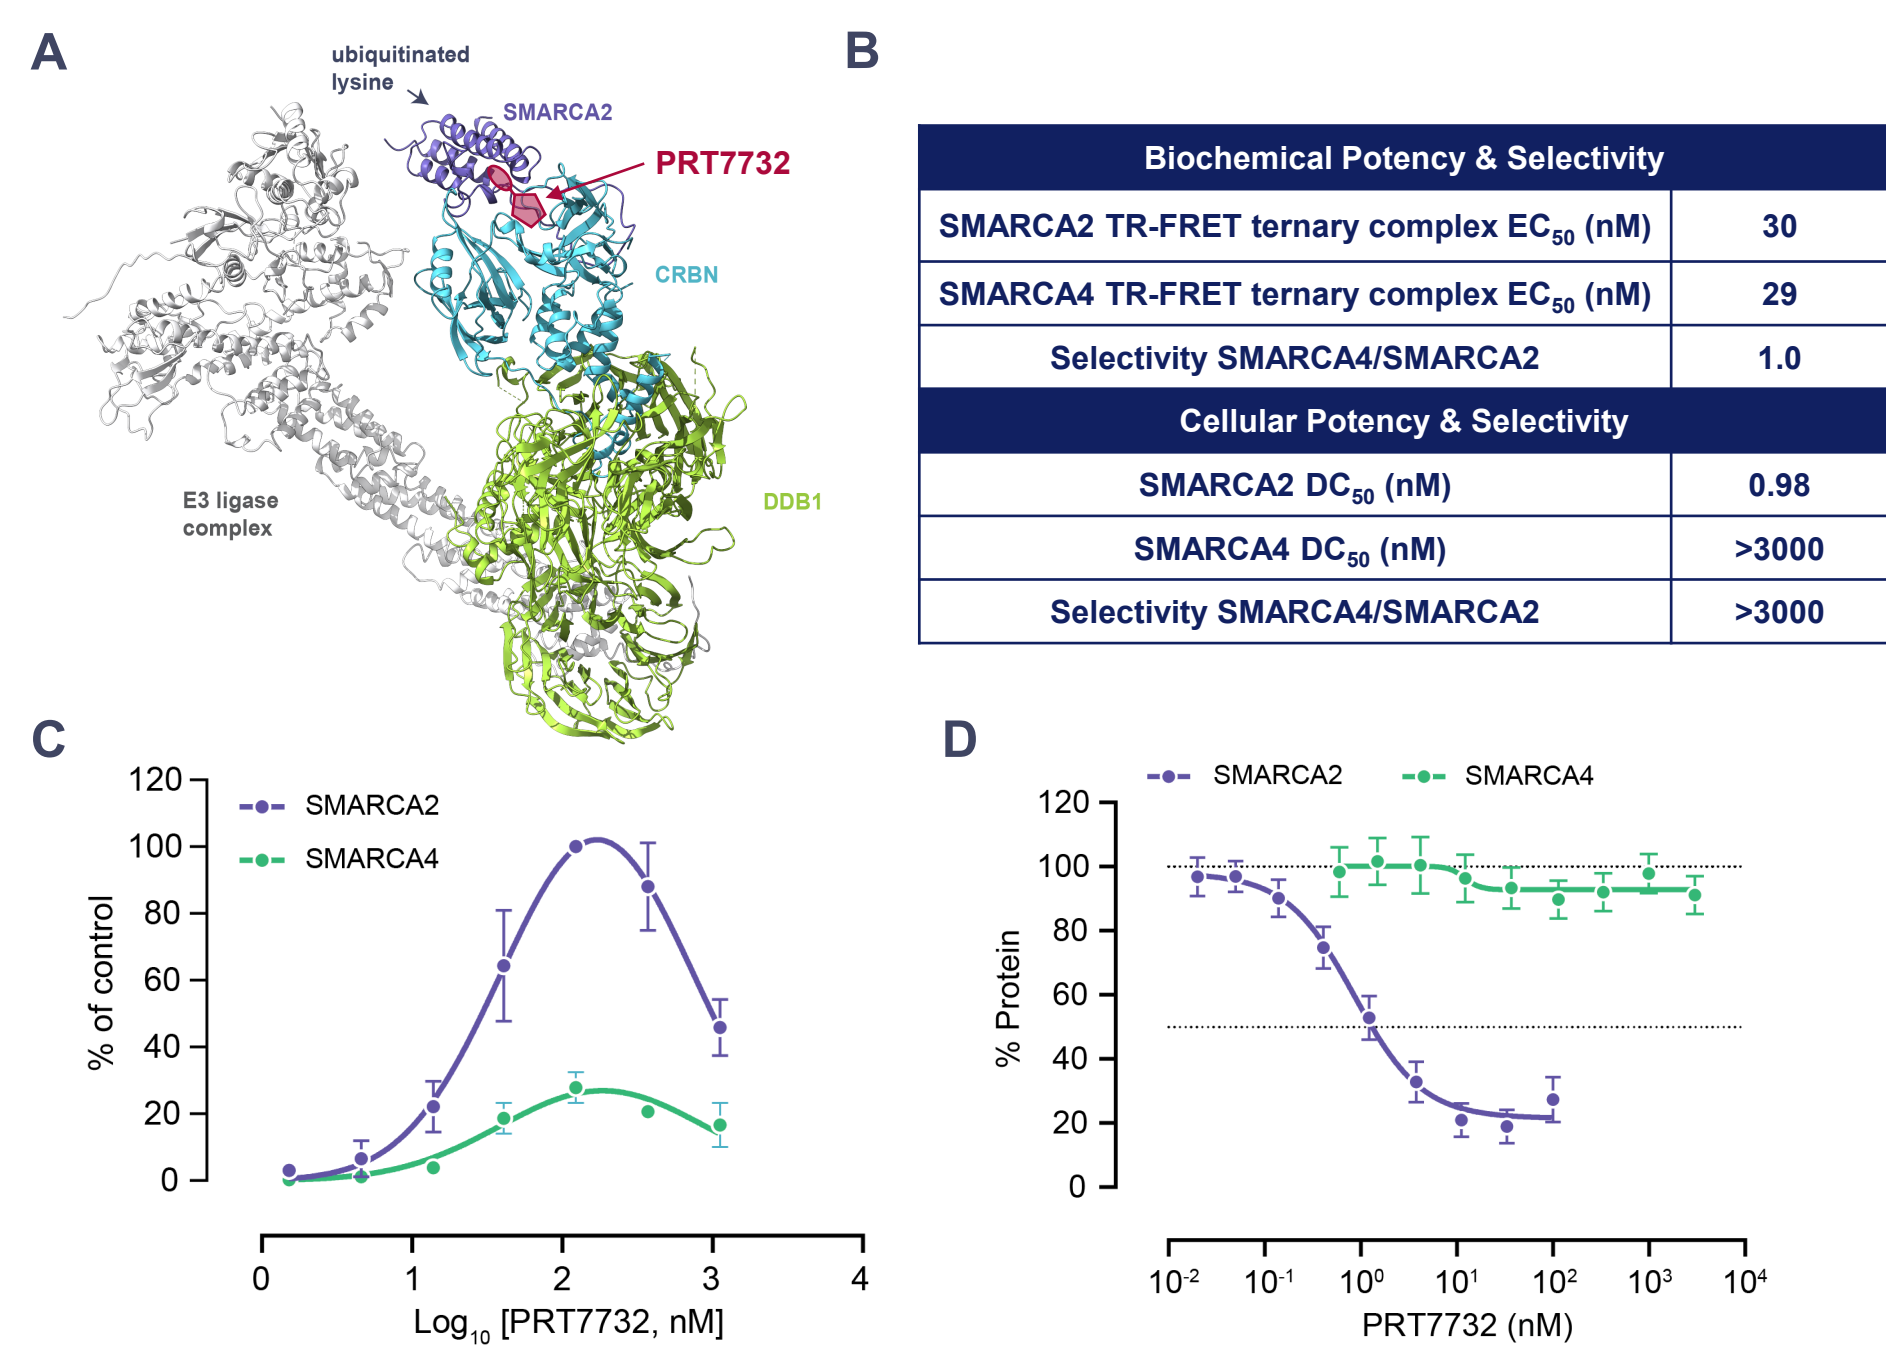 A
ubiquitinated
lysine
SMARCA2
PRT7732
CRBN
E3 ligase
complex
DDB1
B
Biochemical Potency & Selectivity
SMARCA2 TR-FRET ternary complex EC50 (nM) 30
SMARCA4 TR-FRET ternary complex EC50 (nM) 29
Selectivity SMARCA4/SMARCA2 1.0
Cellular Potency & Selectivity
SMARCA2 DC50 (nM) 0.98
SMARCA4 DC50 (nM) >3000
Selectivity SMARCA4/SMARCA2 >3000
C
120
100
80
60
40
20
0
% of control
SMARCA2
SMARCA4
0 1 2 3 4
Log10 [PRT7732, nM]
D
SMARCA2 SMARCA4
120
100
80
60
40
20
0
% Protein
10-2 10-1 100 101 102 103 104
PRT7732 (nM)